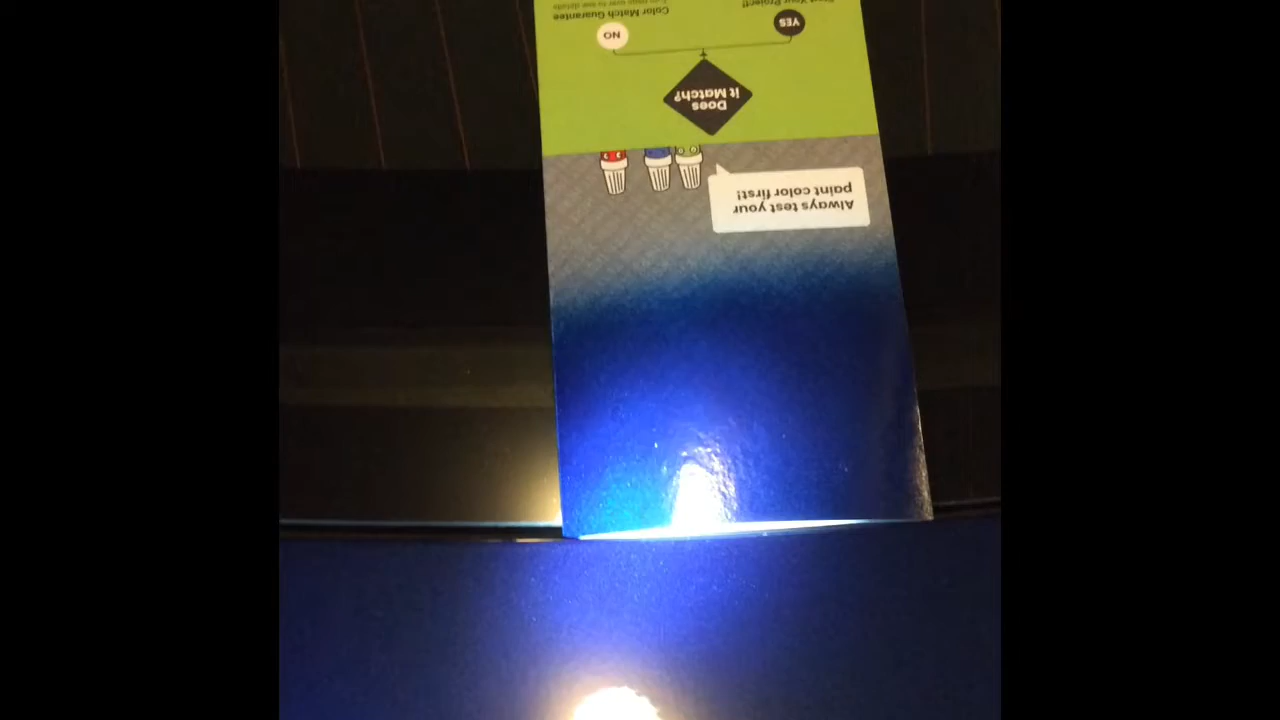 Always test your
paint color first!
Does
it Match?
YES
NO
Color Match Guarantee